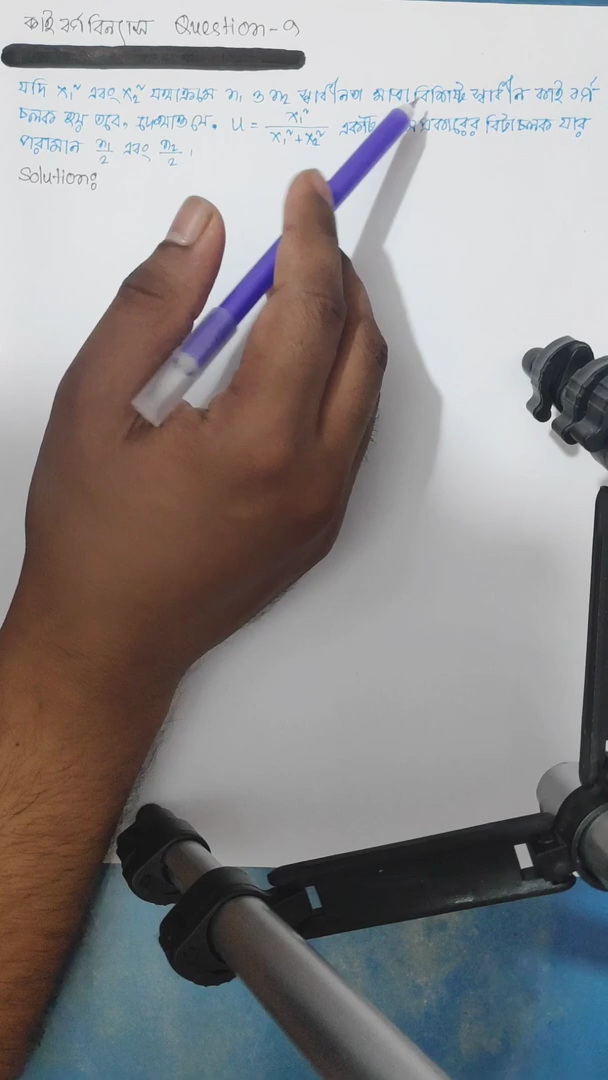 কাই বর্গ বিন্যাস Question-9
যদি x₁² এবং x₂² যথাক্রমে n₁ ও n₂ স্বাধীনতা মাত্রা বিশিষ্ট স্বাধীন কাই বর্গ
চলক হয় তবে, দেখাও যে, U = x₁²/(x₁²+x₂²) একটি প্রকারের বিটা চলক যার
পরামান n₁/2 এবং n₂/2 ।
Solution: